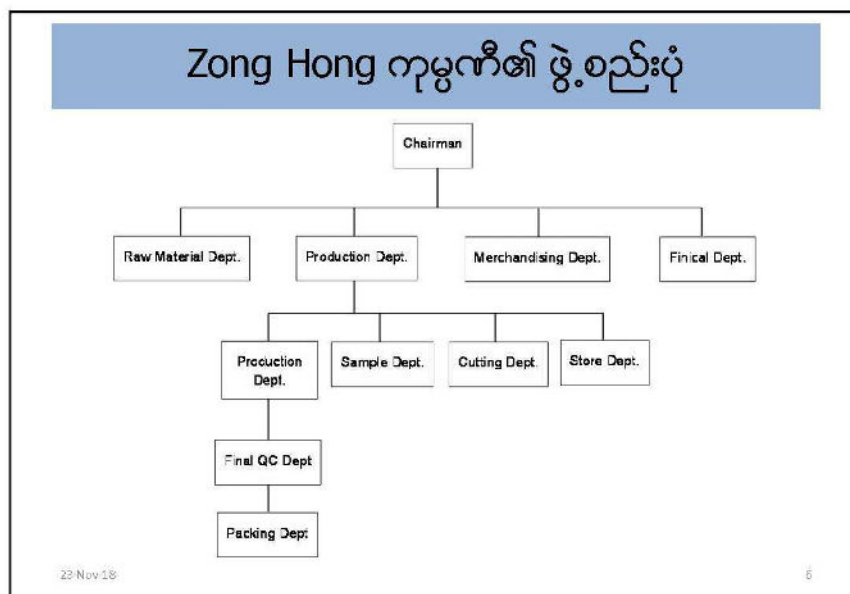 Zong Hong ကုမ္ပဏီ၏ ဖွဲ့စည်းပုံ
Chairman
Raw Material Dept.
Production Dept.
Merchandising Dept.
Finical Dept.
Production
Dept.
Sample Dept.
Cutting Dept.
Store Dept.
Final QC Dept
Packing Dept
23-Nov-18
6